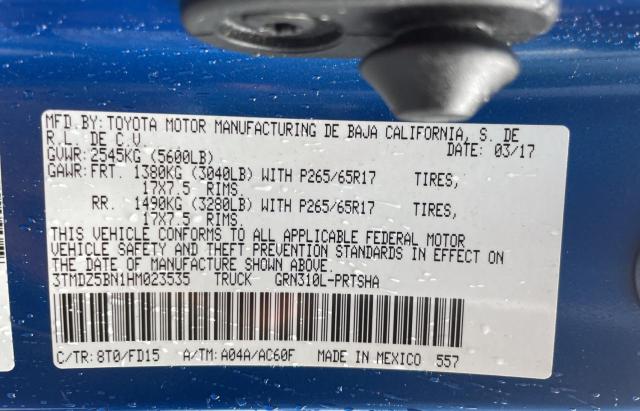 MFD BY: TOYOTA MOTOR MANUFACTURING DE BAJA CALIFORNIA, S. DE
R.L. DE C.V. DATE: 03/17
GVWR: 2545KG (5600LB)
GAWR: FRT. 1380KG (3040LB) WITH P265/65R17 TIRES,
17X7.5 RIMS.
RR. 1490KG (3280LB) WITH P265/65R17 TIRES,
17X7.5 RIMS.
THIS VEHICLE CONFORMS TO ALL APPLICABLE FEDERAL MOTOR
VEHICLE SAFETY AND THEFT PREVENTION STANDARDS IN EFFECT ON
THE DATE OF MANUFACTURE SHOWN ABOVE.
3TMDZ5BN1HM023535 TRUCK GRN310L-PRTSHA
C/TR: 8T0/FD15 A/TM: A04A/AC60F MADE IN MEXICO 557